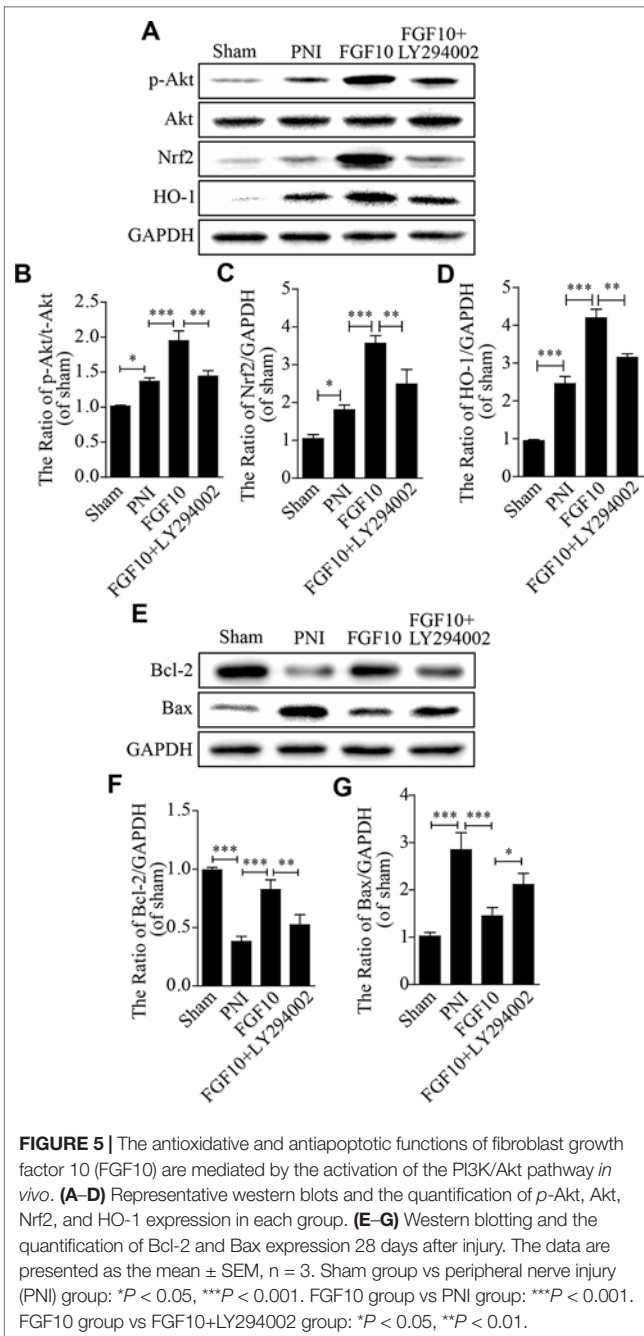 A
Sham PNI FGF10 FGF10+
LY294002
p-Akt
Akt
Nrf2
HO-1
GAPDH
B
The Ratio of p-Akt/t-Akt
(of sham)
2.5
2.0
1.5
1.0
0.5
0.0
* *** **
Sham
PNI
FGF10
FGF10+LY294002
C
The Ratio of Nrf2/GAPDH
(of sham)
5
4
3
2
1
0
* *** **
Sham
PNI
FGF10
FGF10+LY294002
D
The Ratio of HO-1/GAPDH
(of sham)
5
4
3
2
1
0
*** *** **
Sham
PNI
FGF10
FGF10+LY294002
E
Sham PNI FGF10 FGF10+
LY294002
Bcl-2
Bax
GAPDH
F
The Ratio of Bcl-2/GAPDH
(of sham)
1.5
1.0
0.5
0.0
*** *** **
Sham
PNI
FGF10
FGF10+LY294002
G
The Ratio of Bax/GAPDH
(of sham)
4
3
2
1
0
*** *** *
Sham
PNI
FGF10
FGF10+LY294002
FIGURE 5 | The antioxidative and antiapoptotic functions of fibroblast growth
factor 10 (FGF10) are mediated by the activation of the PI3K/Akt pathway in
vivo. (A–D) Representative western blots and the quantification of p-Akt, Akt,
Nrf2, and HO-1 expression in each group. (E–G) Western blotting and the
quantification of Bcl-2 and Bax expression 28 days after injury. The data are
presented as the mean ± SEM, n = 3. Sham group vs peripheral nerve injury
(PNI) group: *P < 0.05, ***P < 0.001. FGF10 group vs PNI group: ***P < 0.001.
FGF10 group vs FGF10+LY294002 group: *P < 0.05, **P < 0.01.